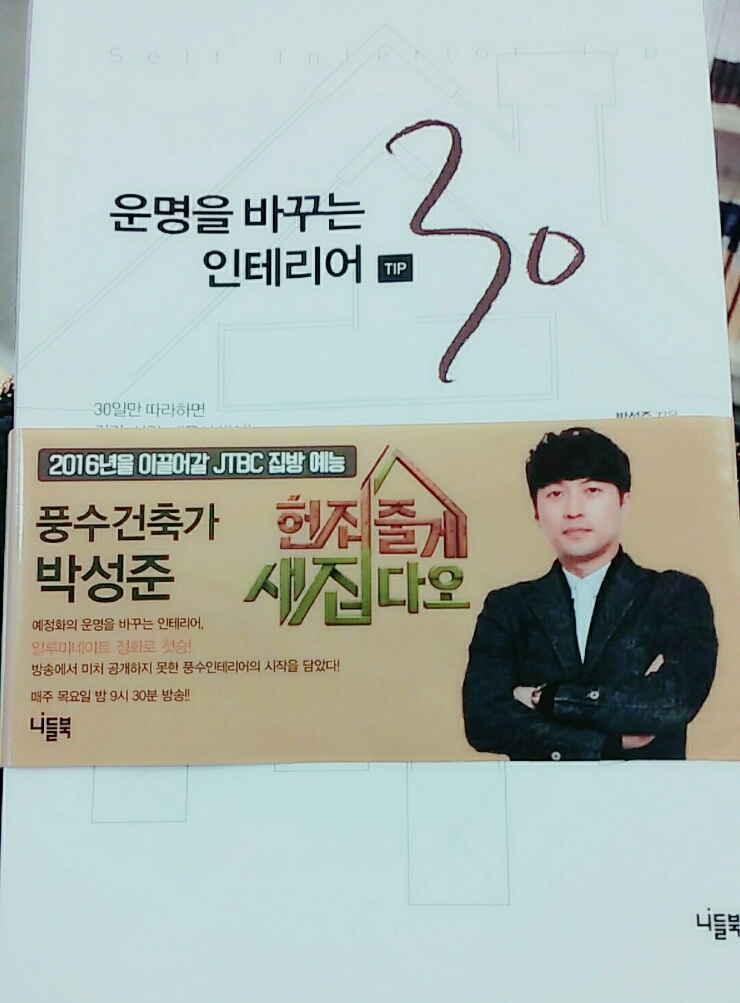 Self Interior tip
운명을 바꾸는
인테리어 TIP
30
30일만 따라하면
박성준 지음
2016년을 이끌어갈 JTBC 집방 예능
풍수건축가
박성준
헌집줄게
새집다오
예정화의 운명을 바꾸는 인테리어,
일루미네이트 정화로 첫승!
방송에서 미처 공개하지 못한 풍수인테리어의 시작을 담았다!
매주 목요일 밤 9시 30분 방송!!
니들북
니들북